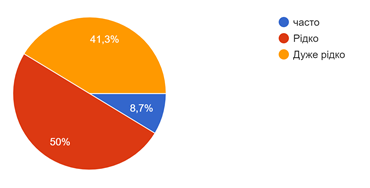 41,3%
8,7%
50%
часто
Рідко
Дуже рідко